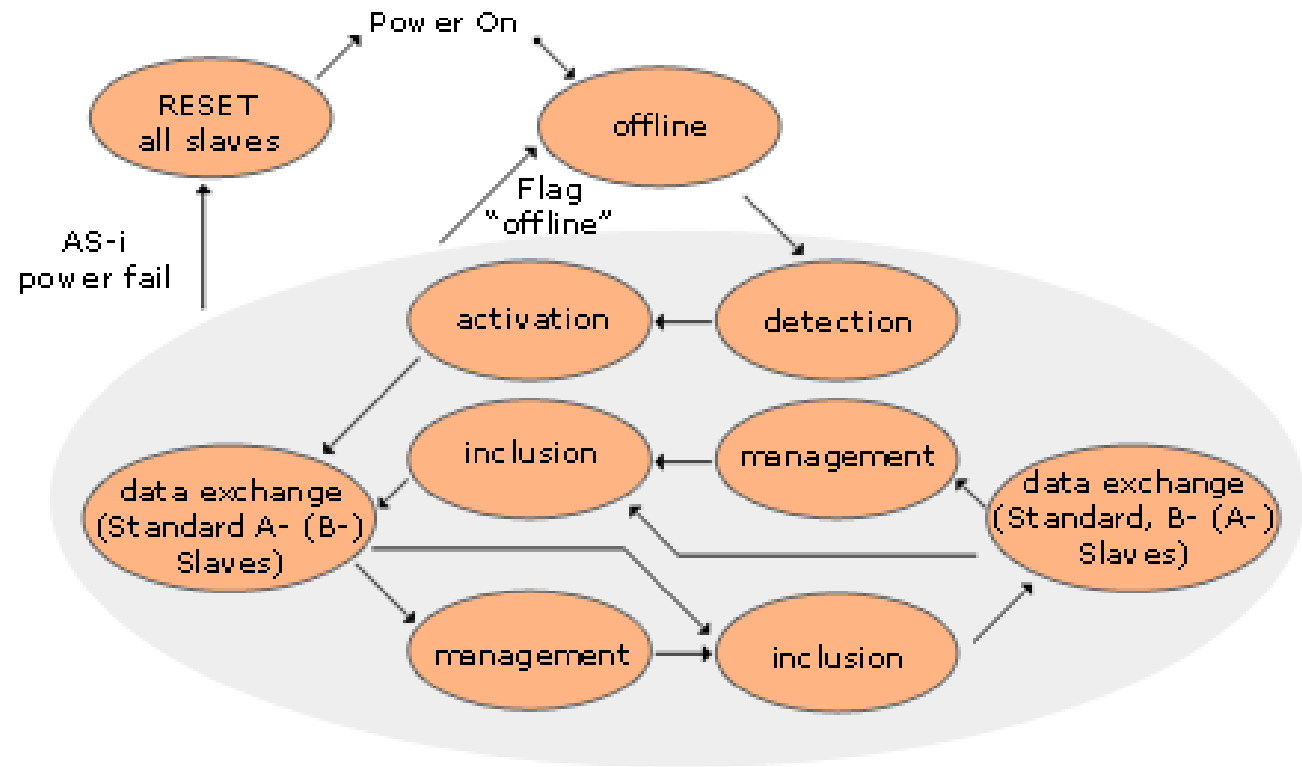 Power On
RESET
all slaves
offline
Flag
"offline"
AS-i
power fail
activation
detection
inclusion
management
data exchange
(Standard A- (B-)
Slaves)
data exchange
(Standard, B- (A-)
Slaves)
management
inclusion